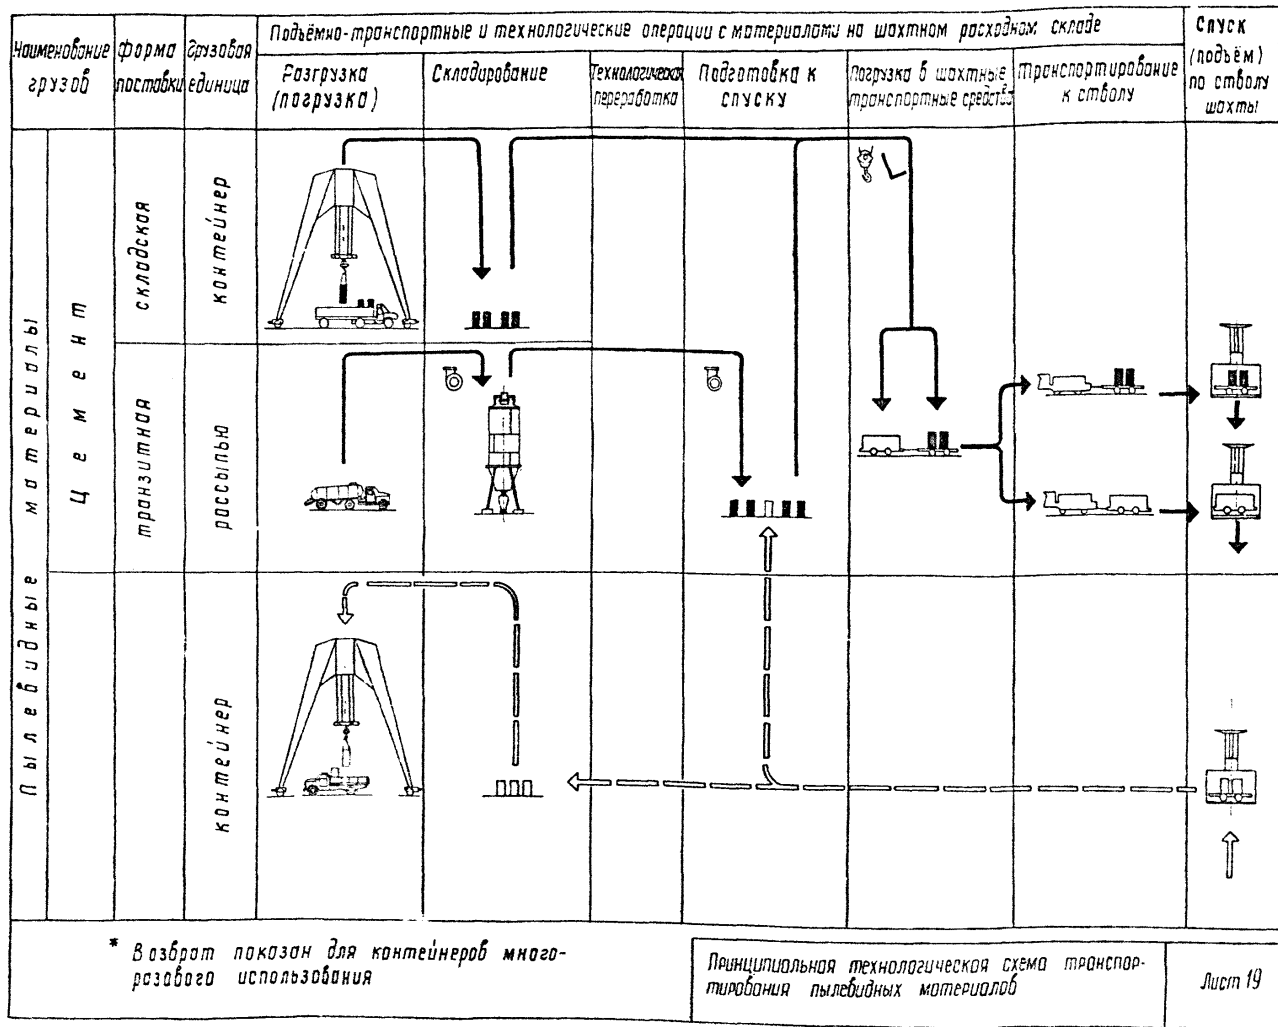 Наименование
грузов
форма
поставки
Грузовая
единица
Подъёмно-транспортные и технологические операции с материалами на шахтном расходном складе
Разгрузка
(погрузка)
Складирование
Технологическая
переработка
Подготовка к
спуску
Погрузка в шахтные
транспортные средства
Транспортирование
к стволу
Спуск
(подъём)
по стволу
шахты
Пылевидные материалы
Цемент
складская
контейнер
транзитная
рассыпью
контейнер
* Возврат показан для контейнеров много-
разового использования
Принципиальная технологическая схема транспор-
тирования пылевидных материалов
Лист 19